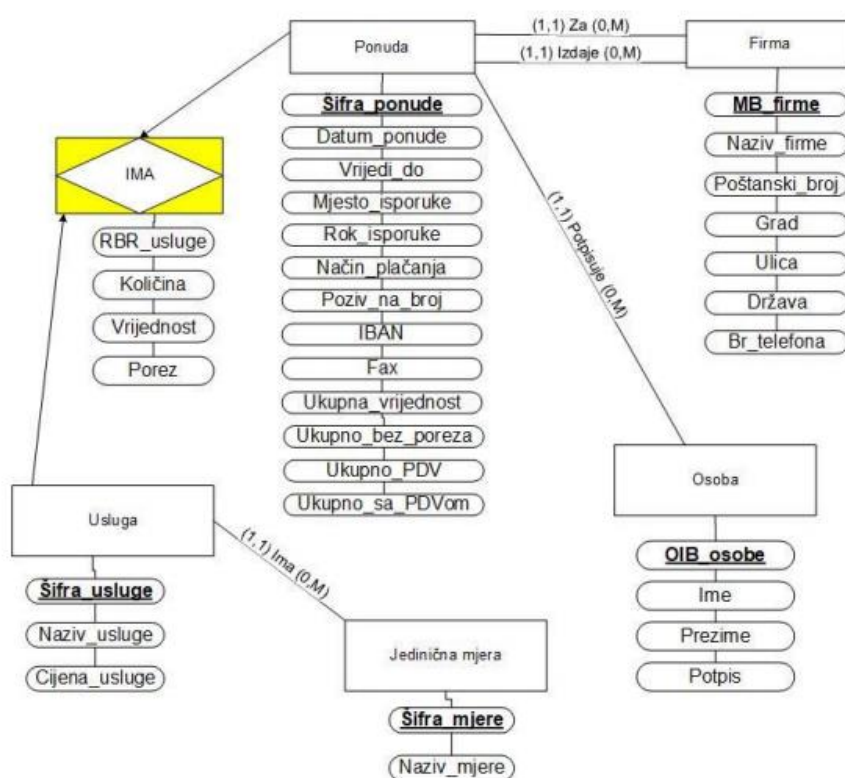 Ponuda
Šifra_ponude
Datum_ponude
Vrijedi_do
Mjesto_isporuke
Rok_isporuke
Način_plačanja
Poziv_na_broj
IBAN
Fax
Ukupna_vrijednost
Ukupno_bez_poreza
Ukupno_PDV
Ukupno_sa_PDVom
(1,1) Za (0,M)
(1,1) Izdaje (0,M)
Firma
MB_firme
Naziv_firme
Poštanski_broj
Grad
Ulica
Država
Br_telefona
IMA
RBR_usluge
Količina
Vrijednost
Porez
(1,1) Potpisuje (0,M)
Osoba
OIB_osobe
Ime
Prezime
Potpis
Usluga
Šifra_usluge
Naziv_usluge
Cijena_usluge
(1,1) Ima (0,M)
Jedinična mjera
Šifra_mjere
Naziv_mjere